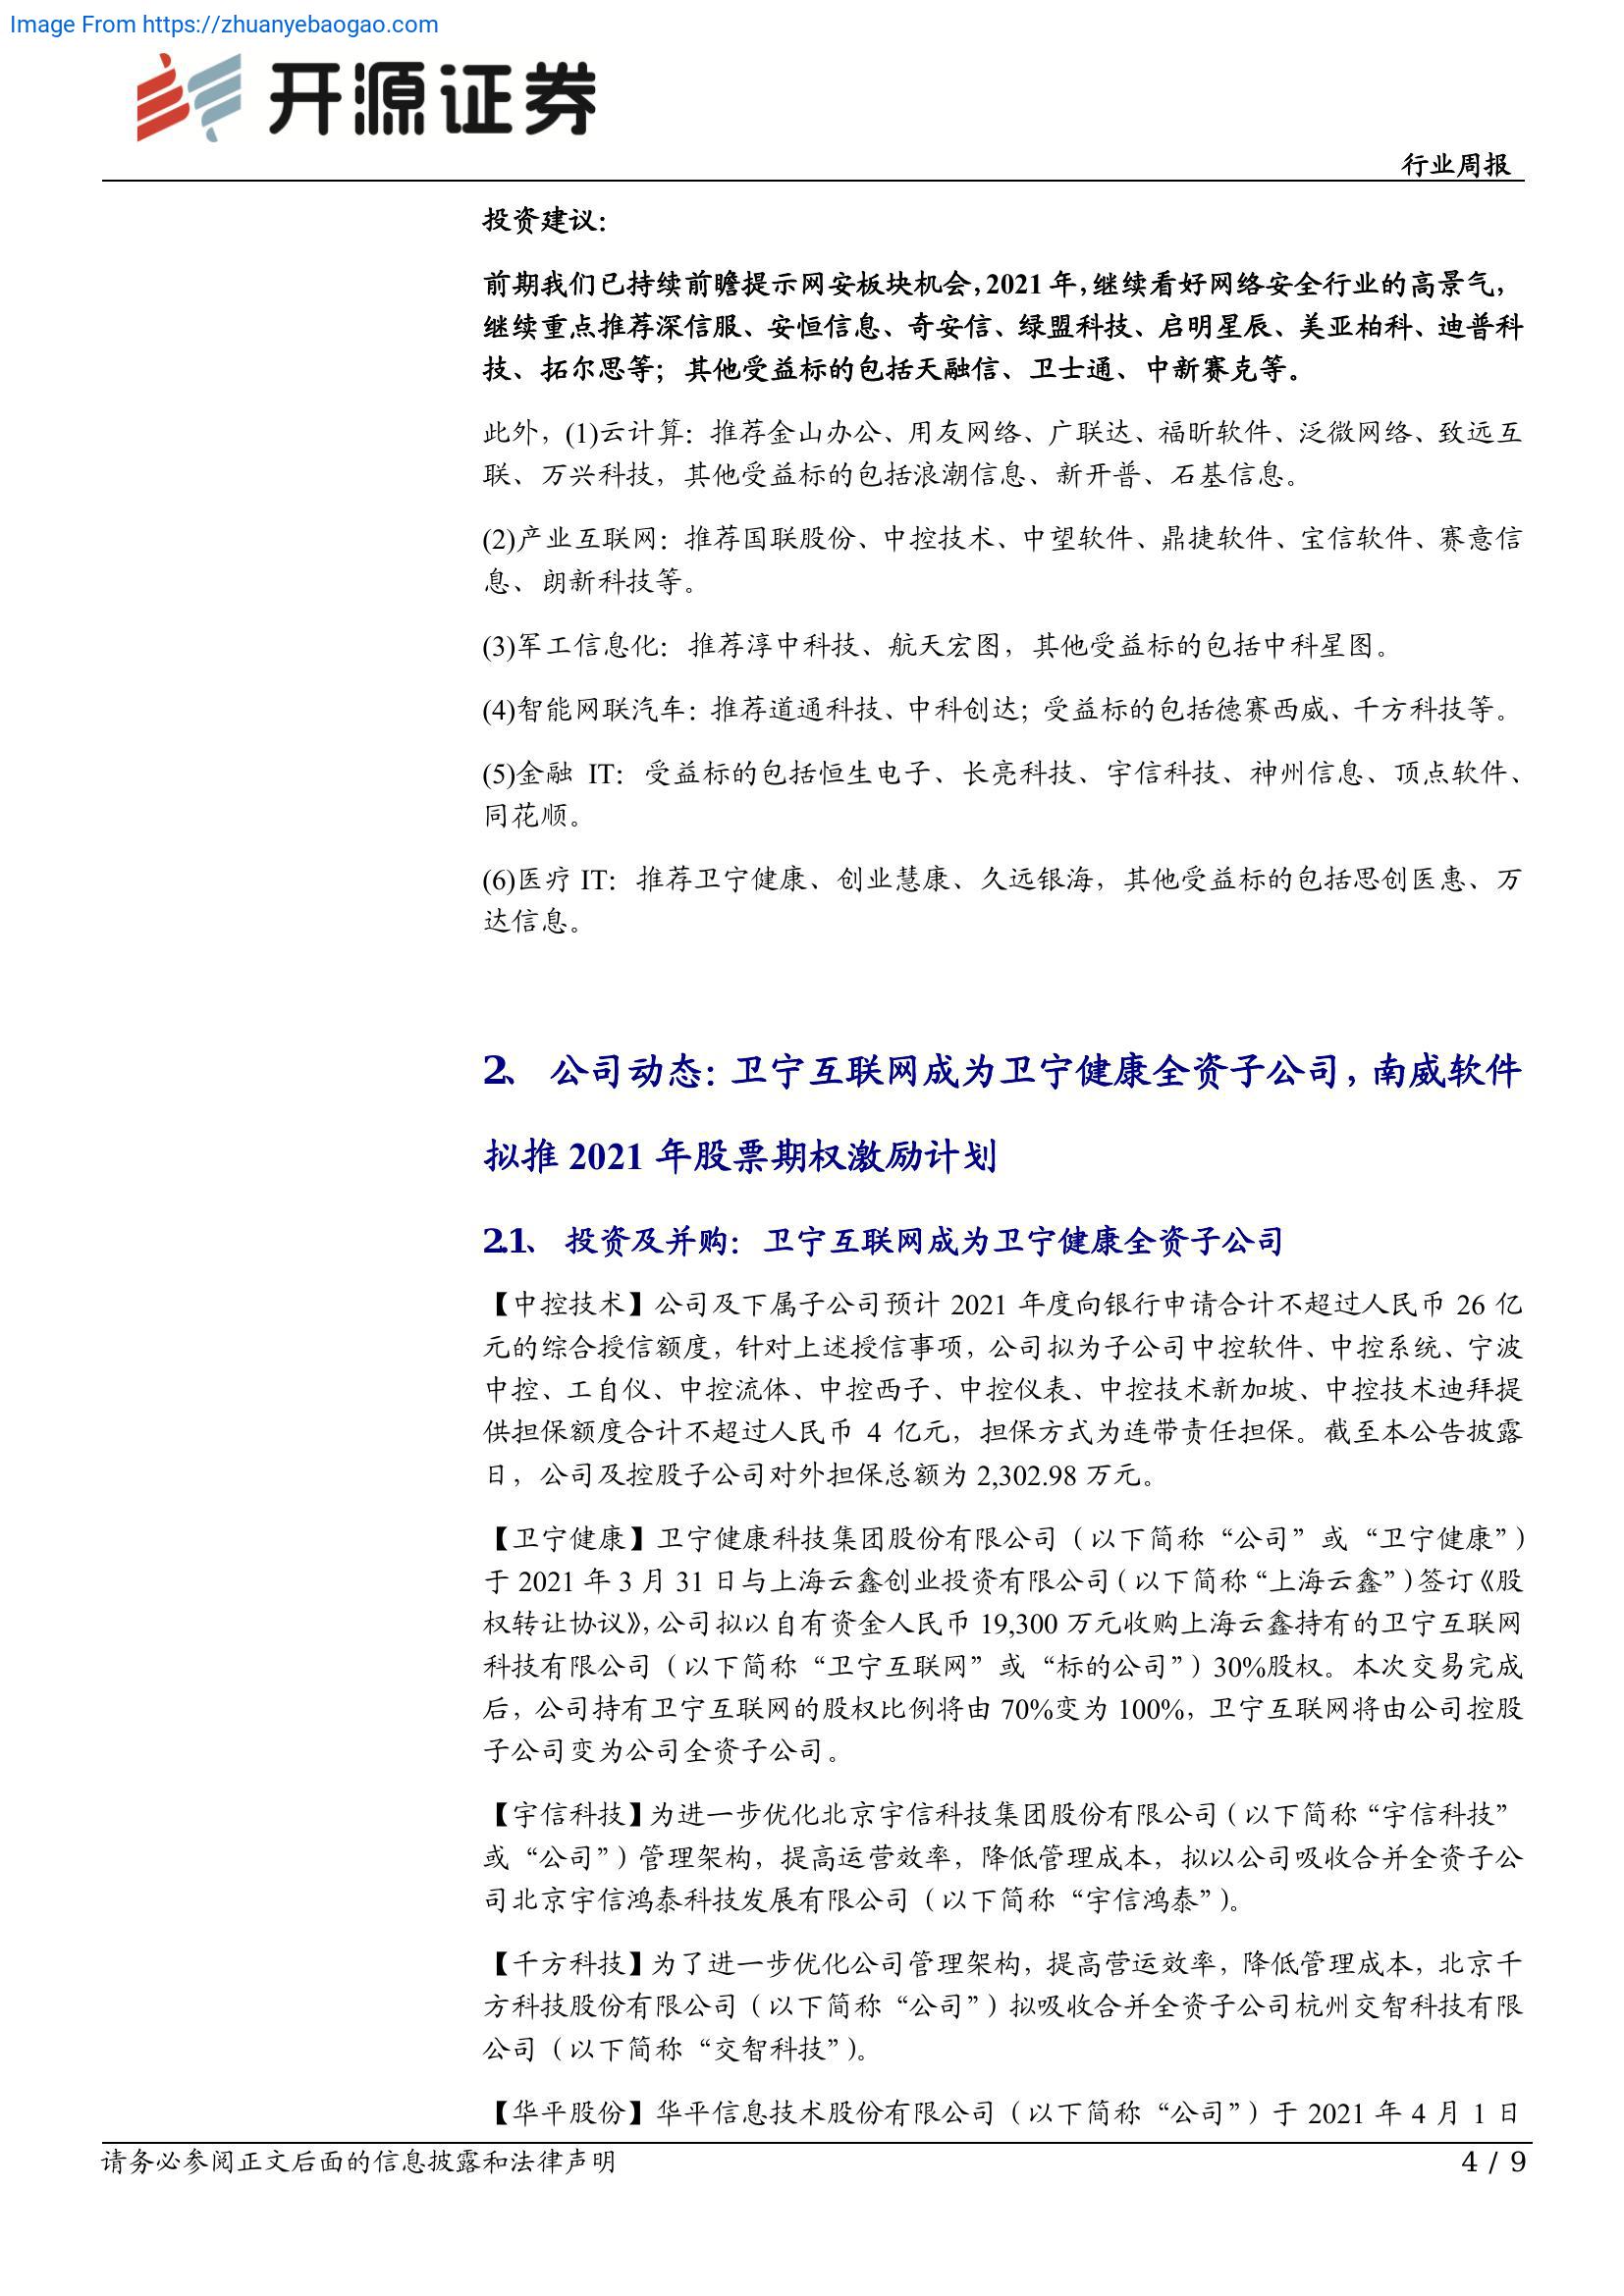 Image From https://zhuanyebaogao.com
开源证券
行业周报
投资建议：
前期我们已持续前瞻提示网安板块机会，2021 年，继续看好网络安全行业的高景气，
继续重点推荐深信服、安恒信息、奇安信、绿盟科技、启明星辰、美亚柏科、迪普科
技、拓尔思等；其他受益标的包括天融信、卫士通、中新赛克等。
此外，(1)云计算：推荐金山办公、用友网络、广联达、福昕软件、泛微网络、致远互
联、万兴科技，其他受益标的包括浪潮信息、新开普、石基信息。
(2)产业互联网：推荐国联股份、中控技术、中望软件、鼎捷软件、宝信软件、赛意信
息、朗新科技等。
(3)军工信息化：推荐淳中科技、航天宏图，其他受益标的包括中科星图。
(4)智能网联汽车：推荐道通科技、中科创达；受益标的包括德赛西威、千方科技等。
(5)金融 IT：受益标的包括恒生电子、长亮科技、宇信科技、神州信息、顶点软件、
同花顺。
(6)医疗 IT：推荐卫宁健康、创业慧康、久远银海，其他受益标的包括思创医惠、万
达信息。
2、 公司动态：卫宁互联网成为卫宁健康全资子公司，南威软件
拟推 2021 年股票期权激励计划
2.1、 投资及并购：卫宁互联网成为卫宁健康全资子公司
【中控技术】公司及下属子公司预计 2021 年度向银行申请合计不超过人民币 26 亿
元的综合授信额度，针对上述授信事项，公司拟为子公司中控软件、中控系统、宁波
中控、工自仪、中控流体、中控西子、中控仪表、中控技术新加坡、中控技术迪拜提
供担保额度合计不超过人民币 4 亿元，担保方式为连带责任担保。截至本公告披露
日，公司及控股子公司对外担保总额为 2,302.98 万元。
【卫宁健康】卫宁健康科技集团股份有限公司（以下简称“公司”或“卫宁健康”）
于 2021 年 3 月 31 日与上海云鑫创业投资有限公司（以下简称“上海云鑫”）签订《股
权转让协议》，公司拟以自有资金人民币 19,300 万元收购上海云鑫持有的卫宁互联网
科技有限公司（以下简称“卫宁互联网”或“标的公司”）30%股权。本次交易完成
后，公司持有卫宁互联网的股权比例将由 70%变为 100%，卫宁互联网将由公司控股
子公司变为公司全资子公司。
【宇信科技】为进一步优化北京宇信科技集团股份有限公司（以下简称“宇信科技”
或“公司”）管理架构，提高运营效率，降低管理成本，拟以公司吸收合并全资子公
司北京宇信鸿泰科技发展有限公司（以下简称“宇信鸿泰”）。
【千方科技】为了进一步优化公司管理架构，提高营运效率，降低管理成本，北京千
方科技股份有限公司（以下简称“公司”）拟吸收合并全资子公司杭州交智科技有限
公司（以下简称“交智科技”）。
【华平股份】华平信息技术股份有限公司（以下简称“公司”）于 2021 年 4 月 1 日
请务必参阅正文后面的信息披露和法律声明
4 / 9